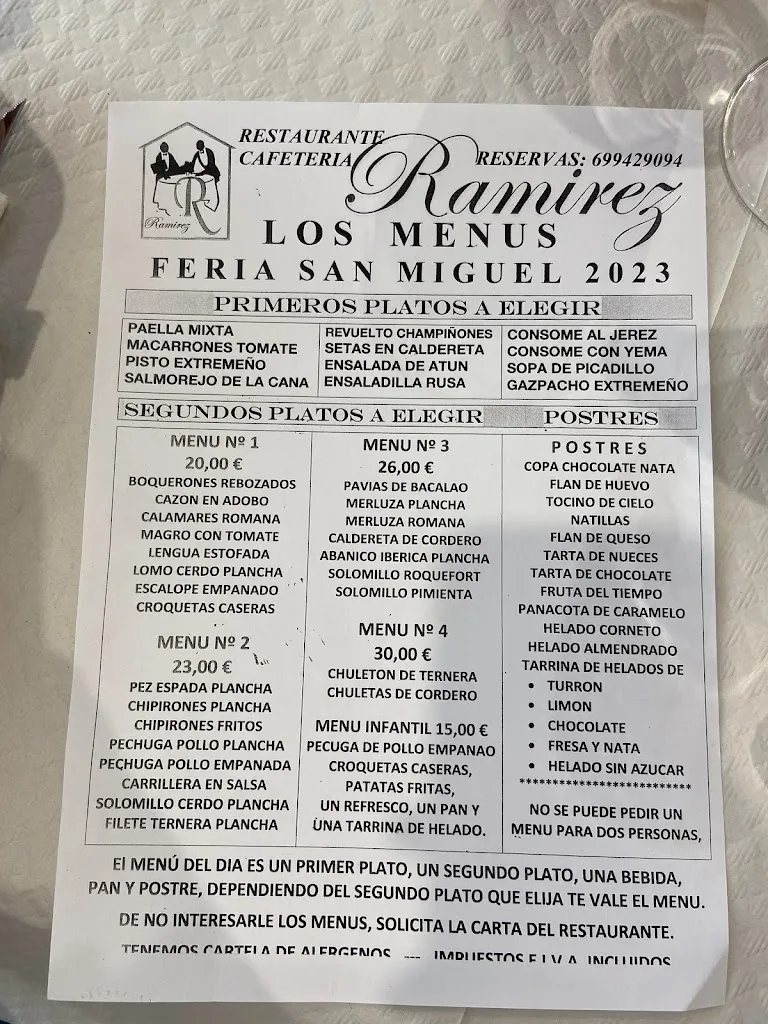 RESTAURANTE
CAFETERIA
RESERVAS: 699429094
Ramirez
Ramirez
LOS MENUS
FERIA SAN MIGUEL 2023
PRIMEROS PLATOS A ELEGIR
PAELLA MIXTA
MACARRONES TOMATE
PISTO EXTREMEÑO
SALMOREJO DE LA CANA
REVUELTO CHAMPIÑONES
SETAS EN CALDERETA
ENSALADA DE ATUN
ENSALADILLA RUSA
CONSOME AL JEREZ
CONSOME CON YEMA
SOPA DE PICADILLO
GAZPACHO EXTREMEÑO
SEGUNDOS PLATOS A ELEGIR
POSTRES
MENU Nº 1
20,00 €
BOQUERONES REBOZADOS
CAZON EN ADOBO
CALAMARES ROMANA
MAGRO CON TOMATE
LENGUA ESTOFADA
LOMO CERDO PLANCHA
ESCALOPE EMPANADO
CROQUETAS CASERAS
MENU Nº 2
23,00 €
PEZ ESPADA PLANCHA
CHIPIRONES PLANCHA
CHIPIRONES FRITOS
PECHUGA POLLO PLANCHA
PECHUGA POLLO EMPANADA
CARRILLERA EN SALSA
SOLOMILLO CERDO PLANCHA
FILETE TERNERA PLANCHA
MENU Nº 3
26,00 €
PAVIAS DE BACALAO
MERLUZA PLANCHA
MERLUZA ROMANA
CALDERETA DE CORDERO
ABANICO IBERICA PLANCHA
SOLOMILLO ROQUEFORT
SOLOMILLO PIMIENTA
MENU Nº 4
30,00 €
CHULETON DE TERNERA
CHULETAS DE CORDERO
MENU INFANTIL 15,00 €
PECUGA DE POLLO EMPANAO
CROQUETAS CASERAS,
PATATAS FRITAS,
UN REFRESCO, UN PAN Y
UNA TARRINA DE HELADO.
POSTRES
COPA CHOCOLATE NATA
FLAN DE HUEVO
TOCINO DE CIELO
NATILLAS
FLAN DE QUESO
TARTA DE NUECES
TARTA DE CHOCOLATE
FRUTA DEL TIEMPO
PANACOTA DE CARAMELO
HELADO CORNETO
HELADO ALMENDRADO
TARRINA DE HELADOS DE
• TURRON
• LIMON
• CHOCOLATE
• FRESA Y NATA
• HELADO SIN AZUCAR
**************************
NO SE PUEDE PEDIR UN
MENU PARA DOS PERSONAS,
El MENÚ DEL DIA ES UN PRIMER PLATO, UN SEGUNDO PLATO, UNA BEBIDA,
PAN Y POSTRE, DEPENDIENDO DEL SEGUNDO PLATO QUE ELIJA TE VALE EL MENU.
DE NO INTERESARLE LOS MENUS, SOLICITA LA CARTA DEL RESTAURANTE.
TENEMOS CARTELA DE ALERGENOS --- IMPUESTOS E I.V.A. INCLUIDOS